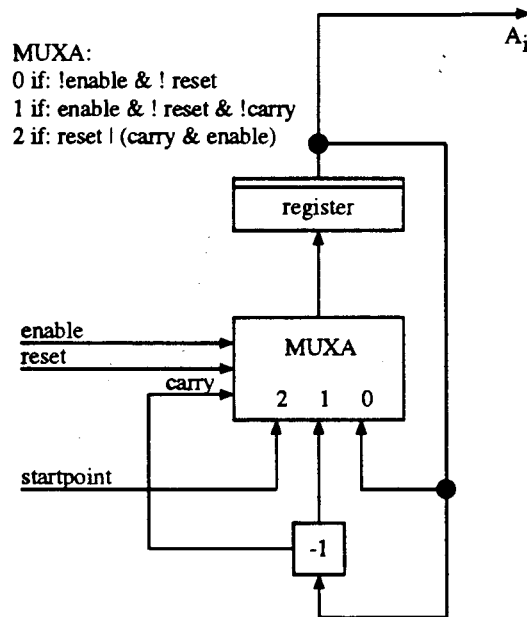 A_i
MUXA:
0 if: !enable & ! reset
1 if: enable & ! reset & !carry
2 if: reset | (carry & enable)
register
enable
reset
carry
MUXA
2 1 0
startpoint
-1